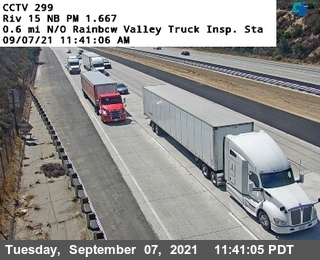 CCTV 299
Riv 15 NB PM 1.667
0.6 mi N/O Rainbcw Valley Truck Insp. Sta
09/07/21 11:41:06 AM
Tuesday, September 07, 2021 11:41:05 PDT